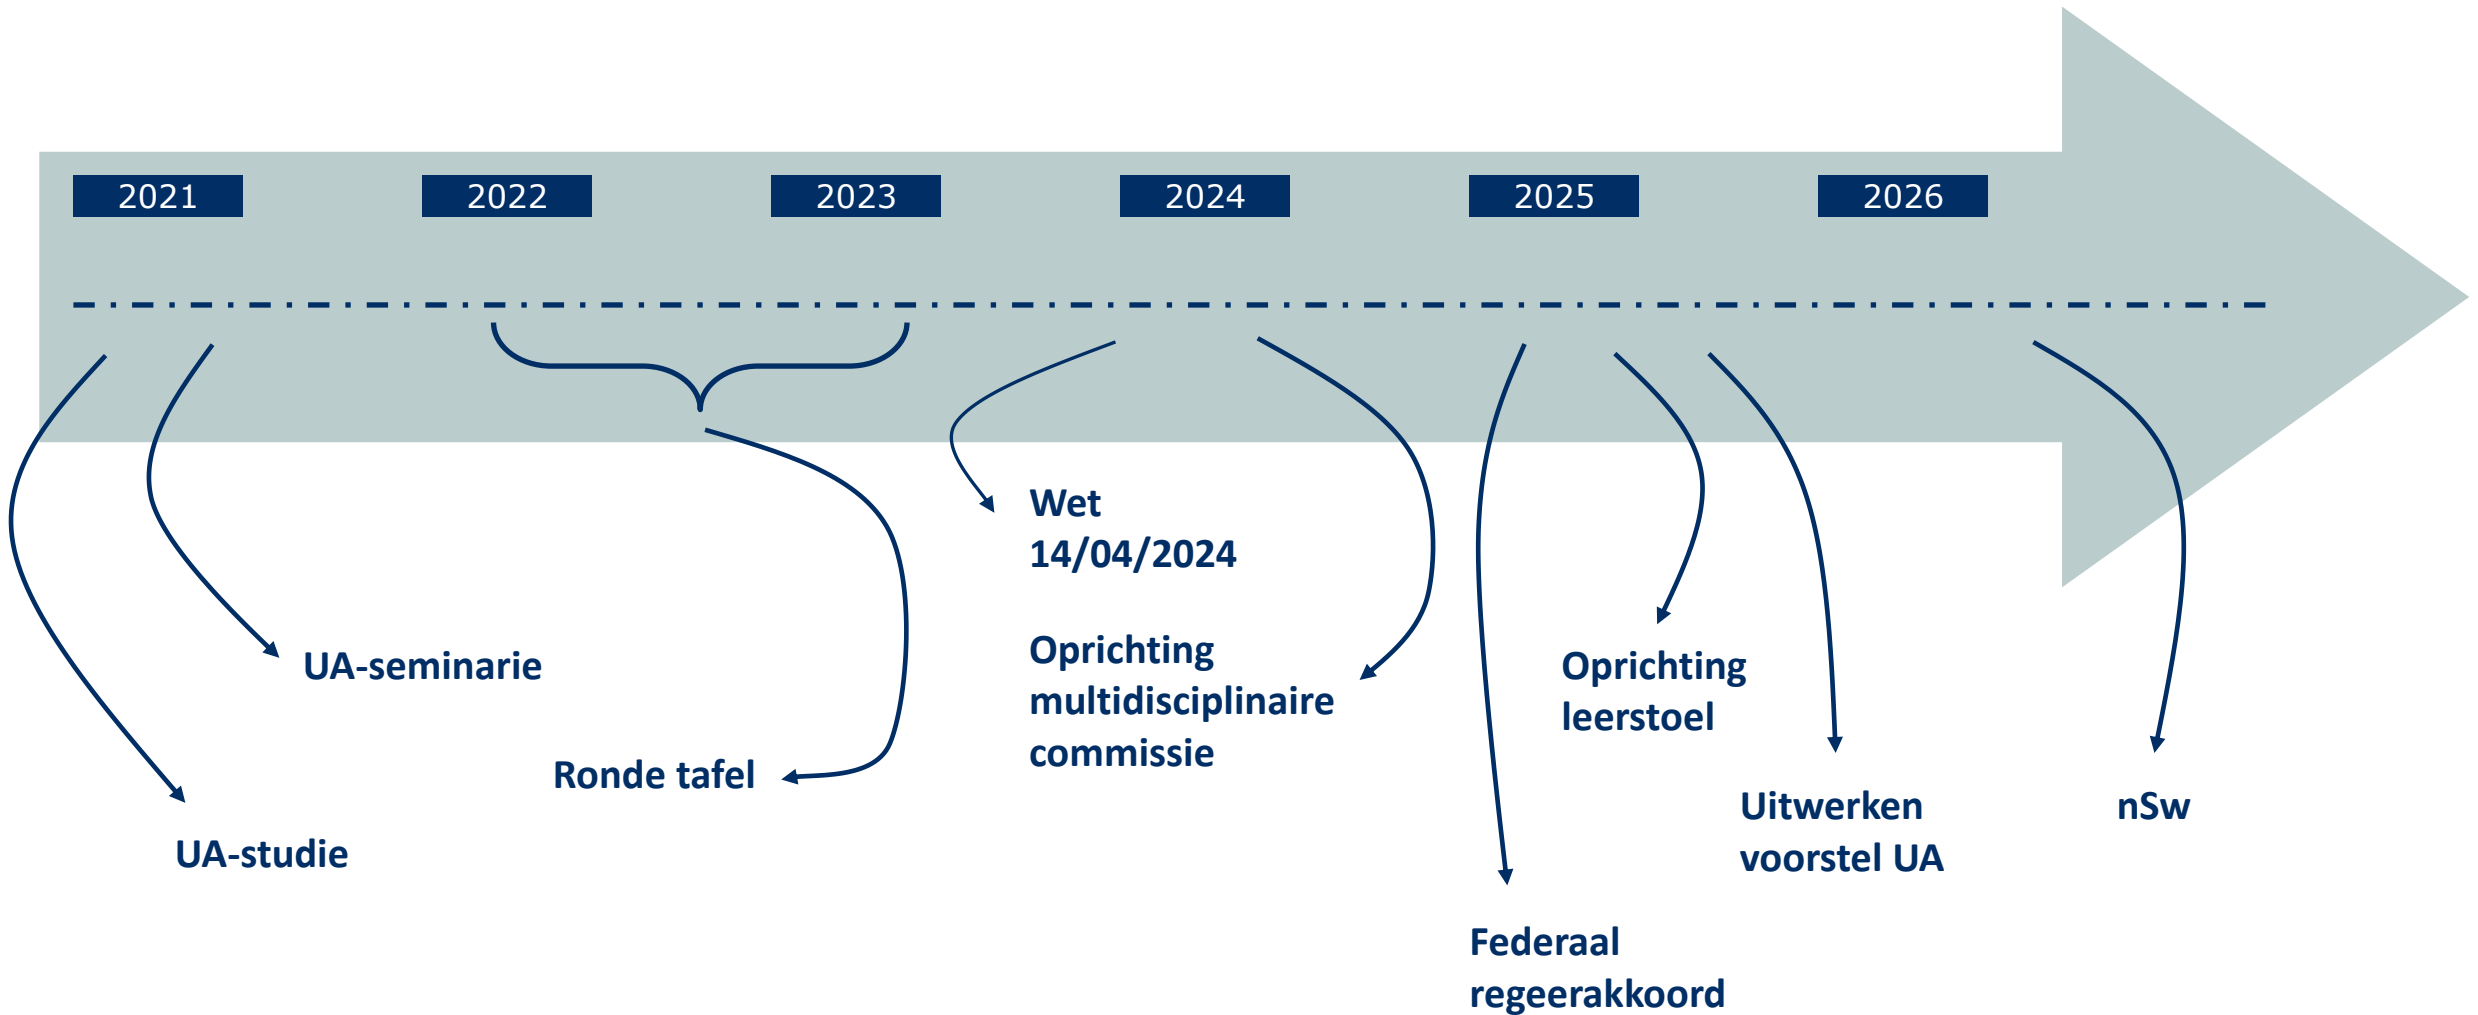 2021
2022
2023
2024
2025
2026
UA-studie
UA-seminarie
Ronde tafel
Wet
14/04/2024
Oprichting
multidisciplinaire
commissie
Federaal
regeerakkoord
Oprichting
leerstoel
Uitwerken
voorstel UA
nSw